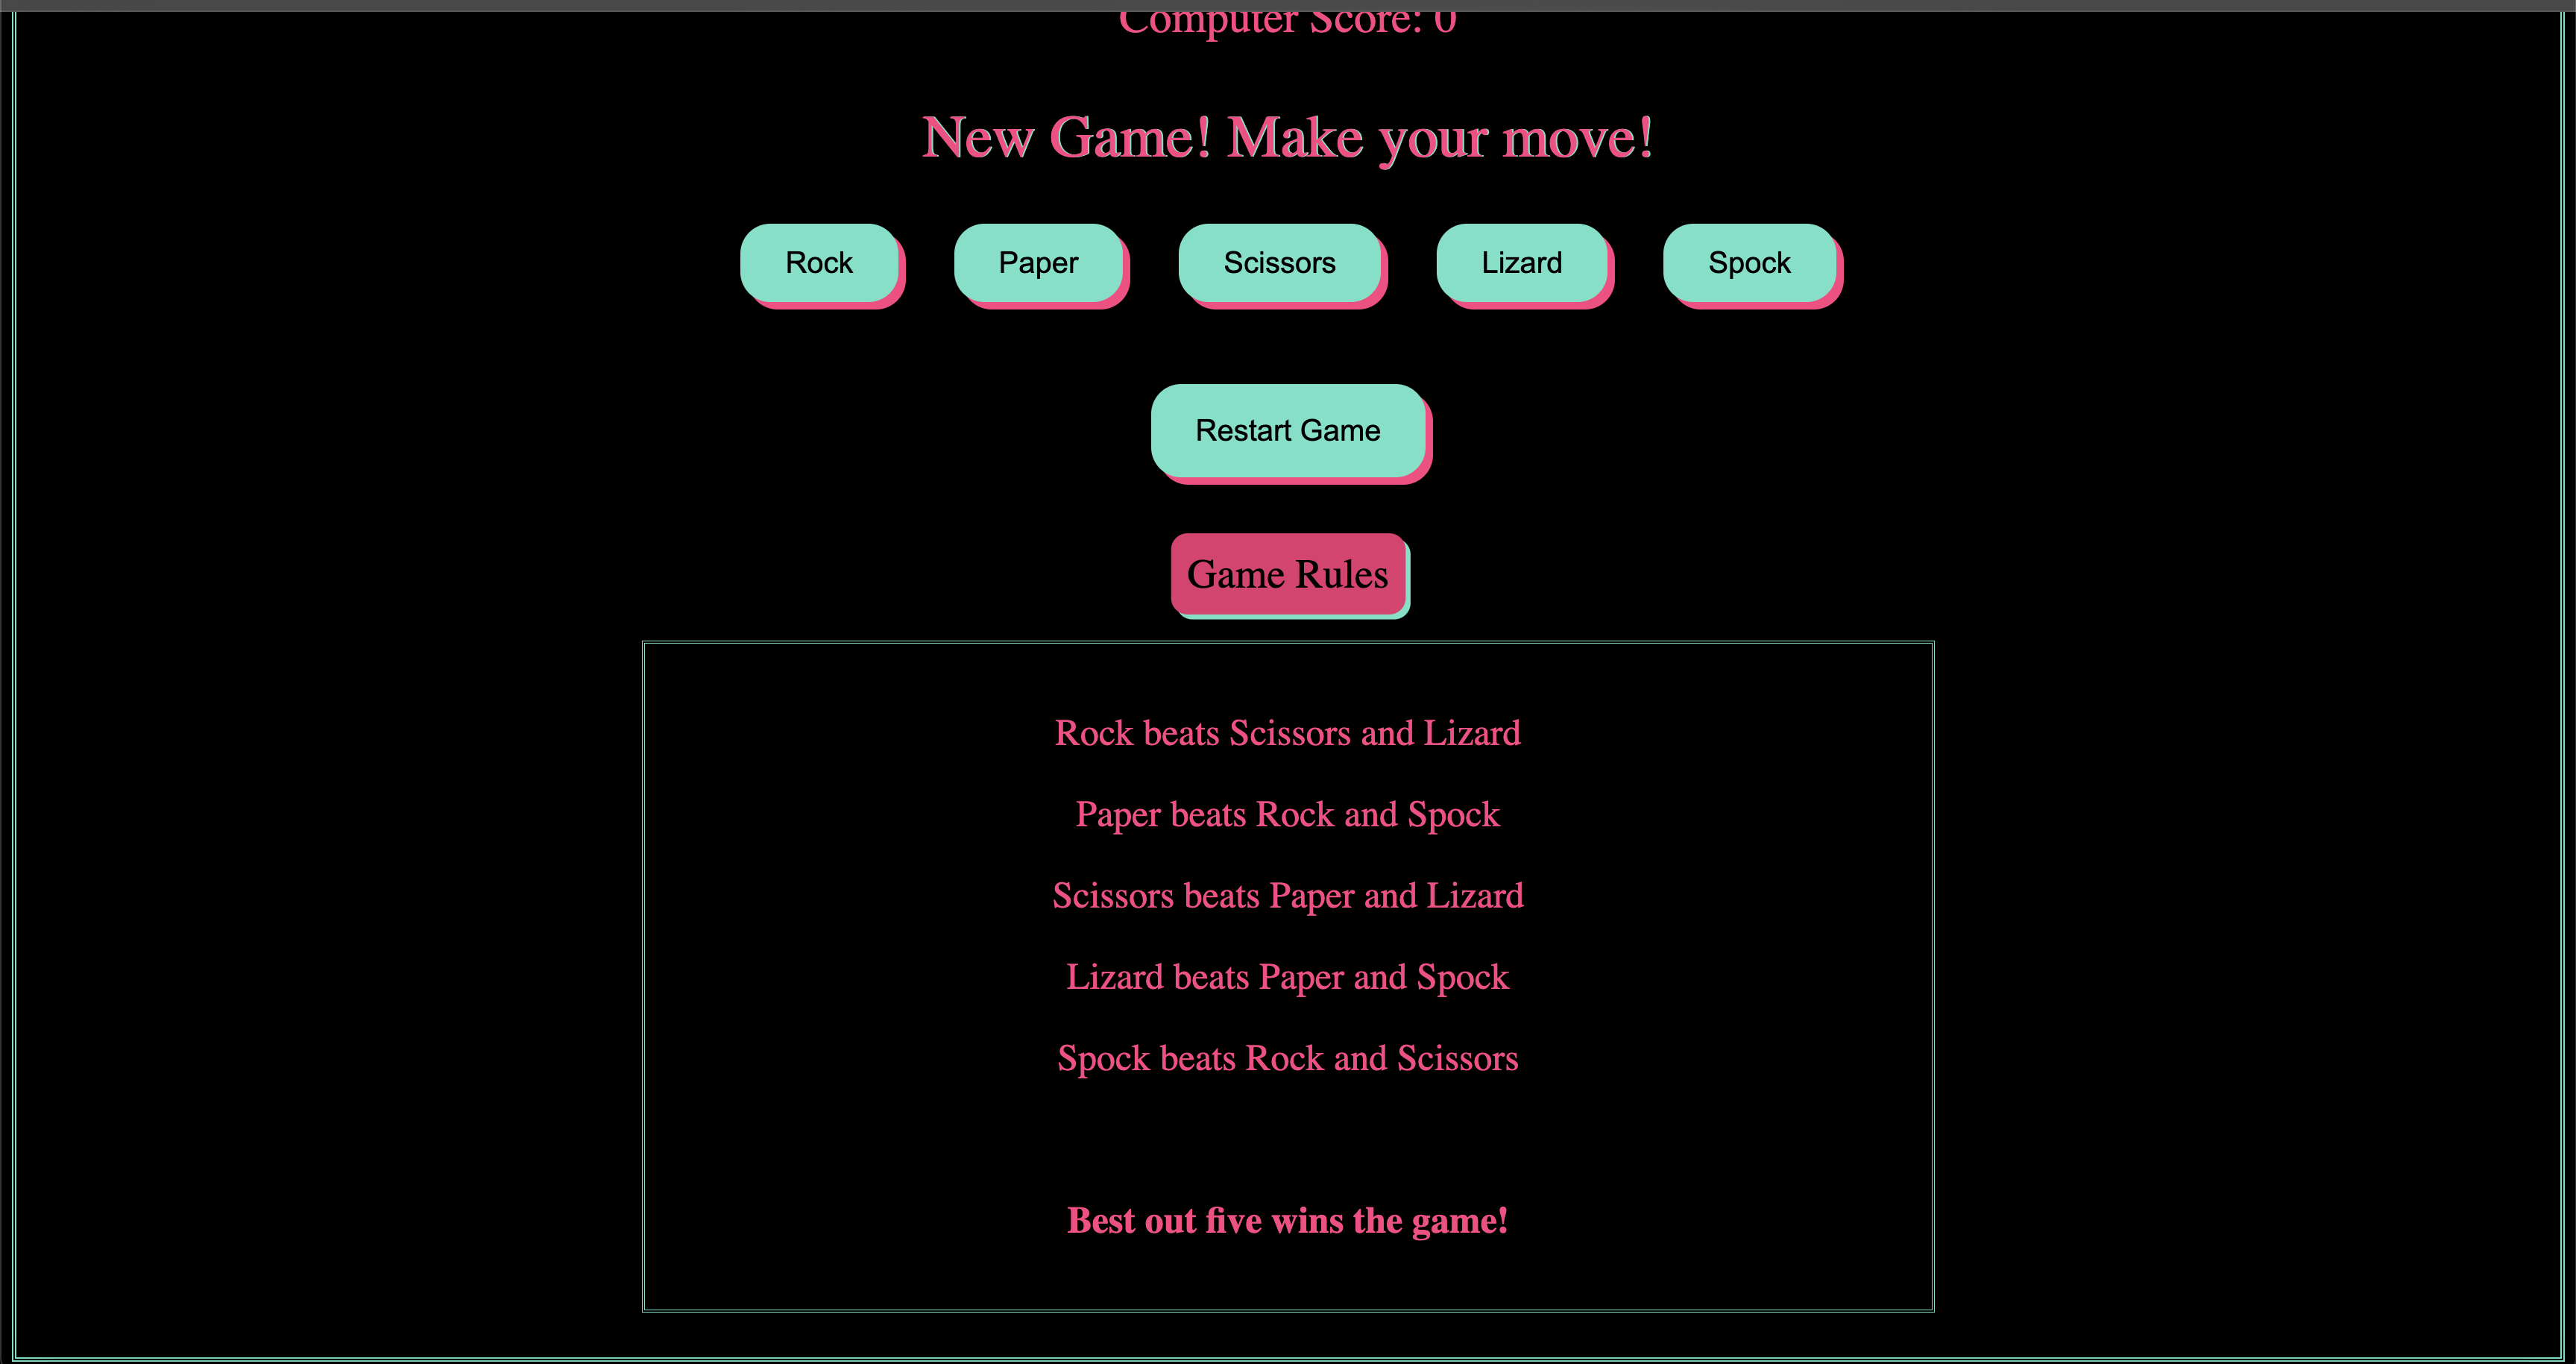 Computer Score: 0
New Game! Make your move!
Rock Paper Scissors Lizard Spock
Restart Game
Game Rules
Rock beats Scissors and Lizard
Paper beats Rock and Spock
Scissors beats Paper and Lizard
Lizard beats Paper and Spock
Spock beats Rock and Scissors
Best out five wins the game!